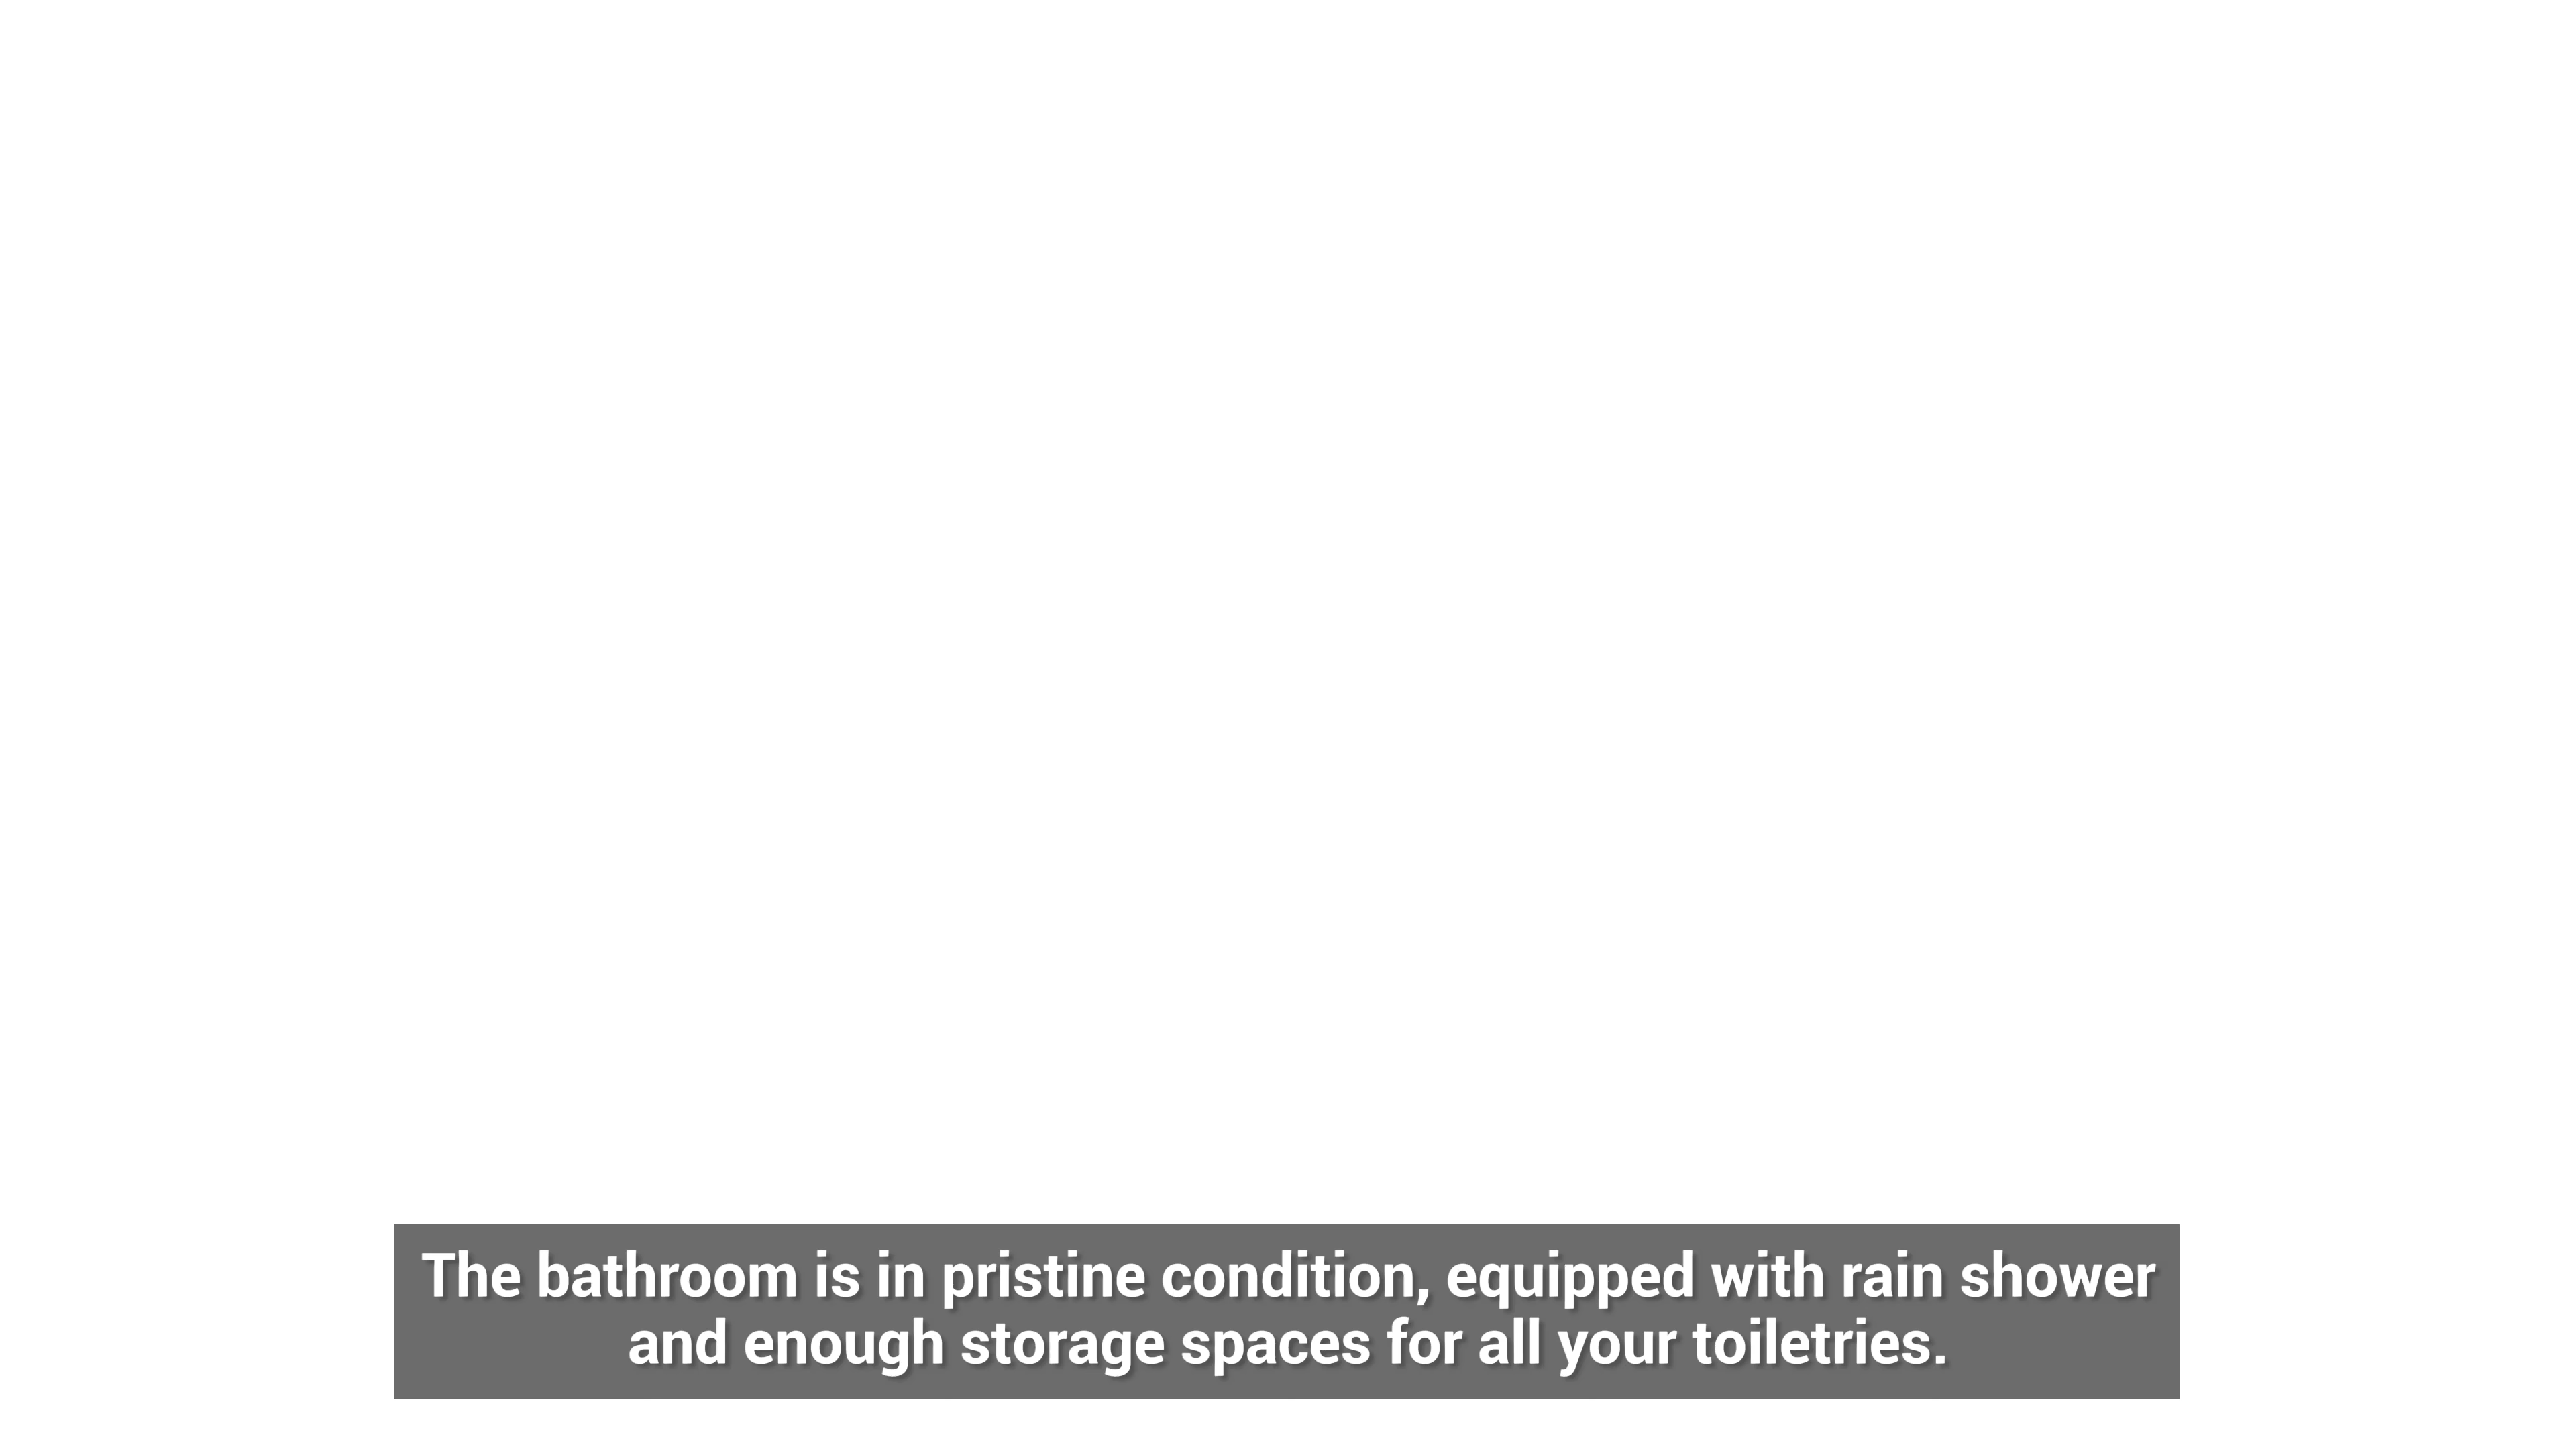 The bathroom is in pristine condition, equipped with rain shower
and enough storage spaces for all your toiletries.